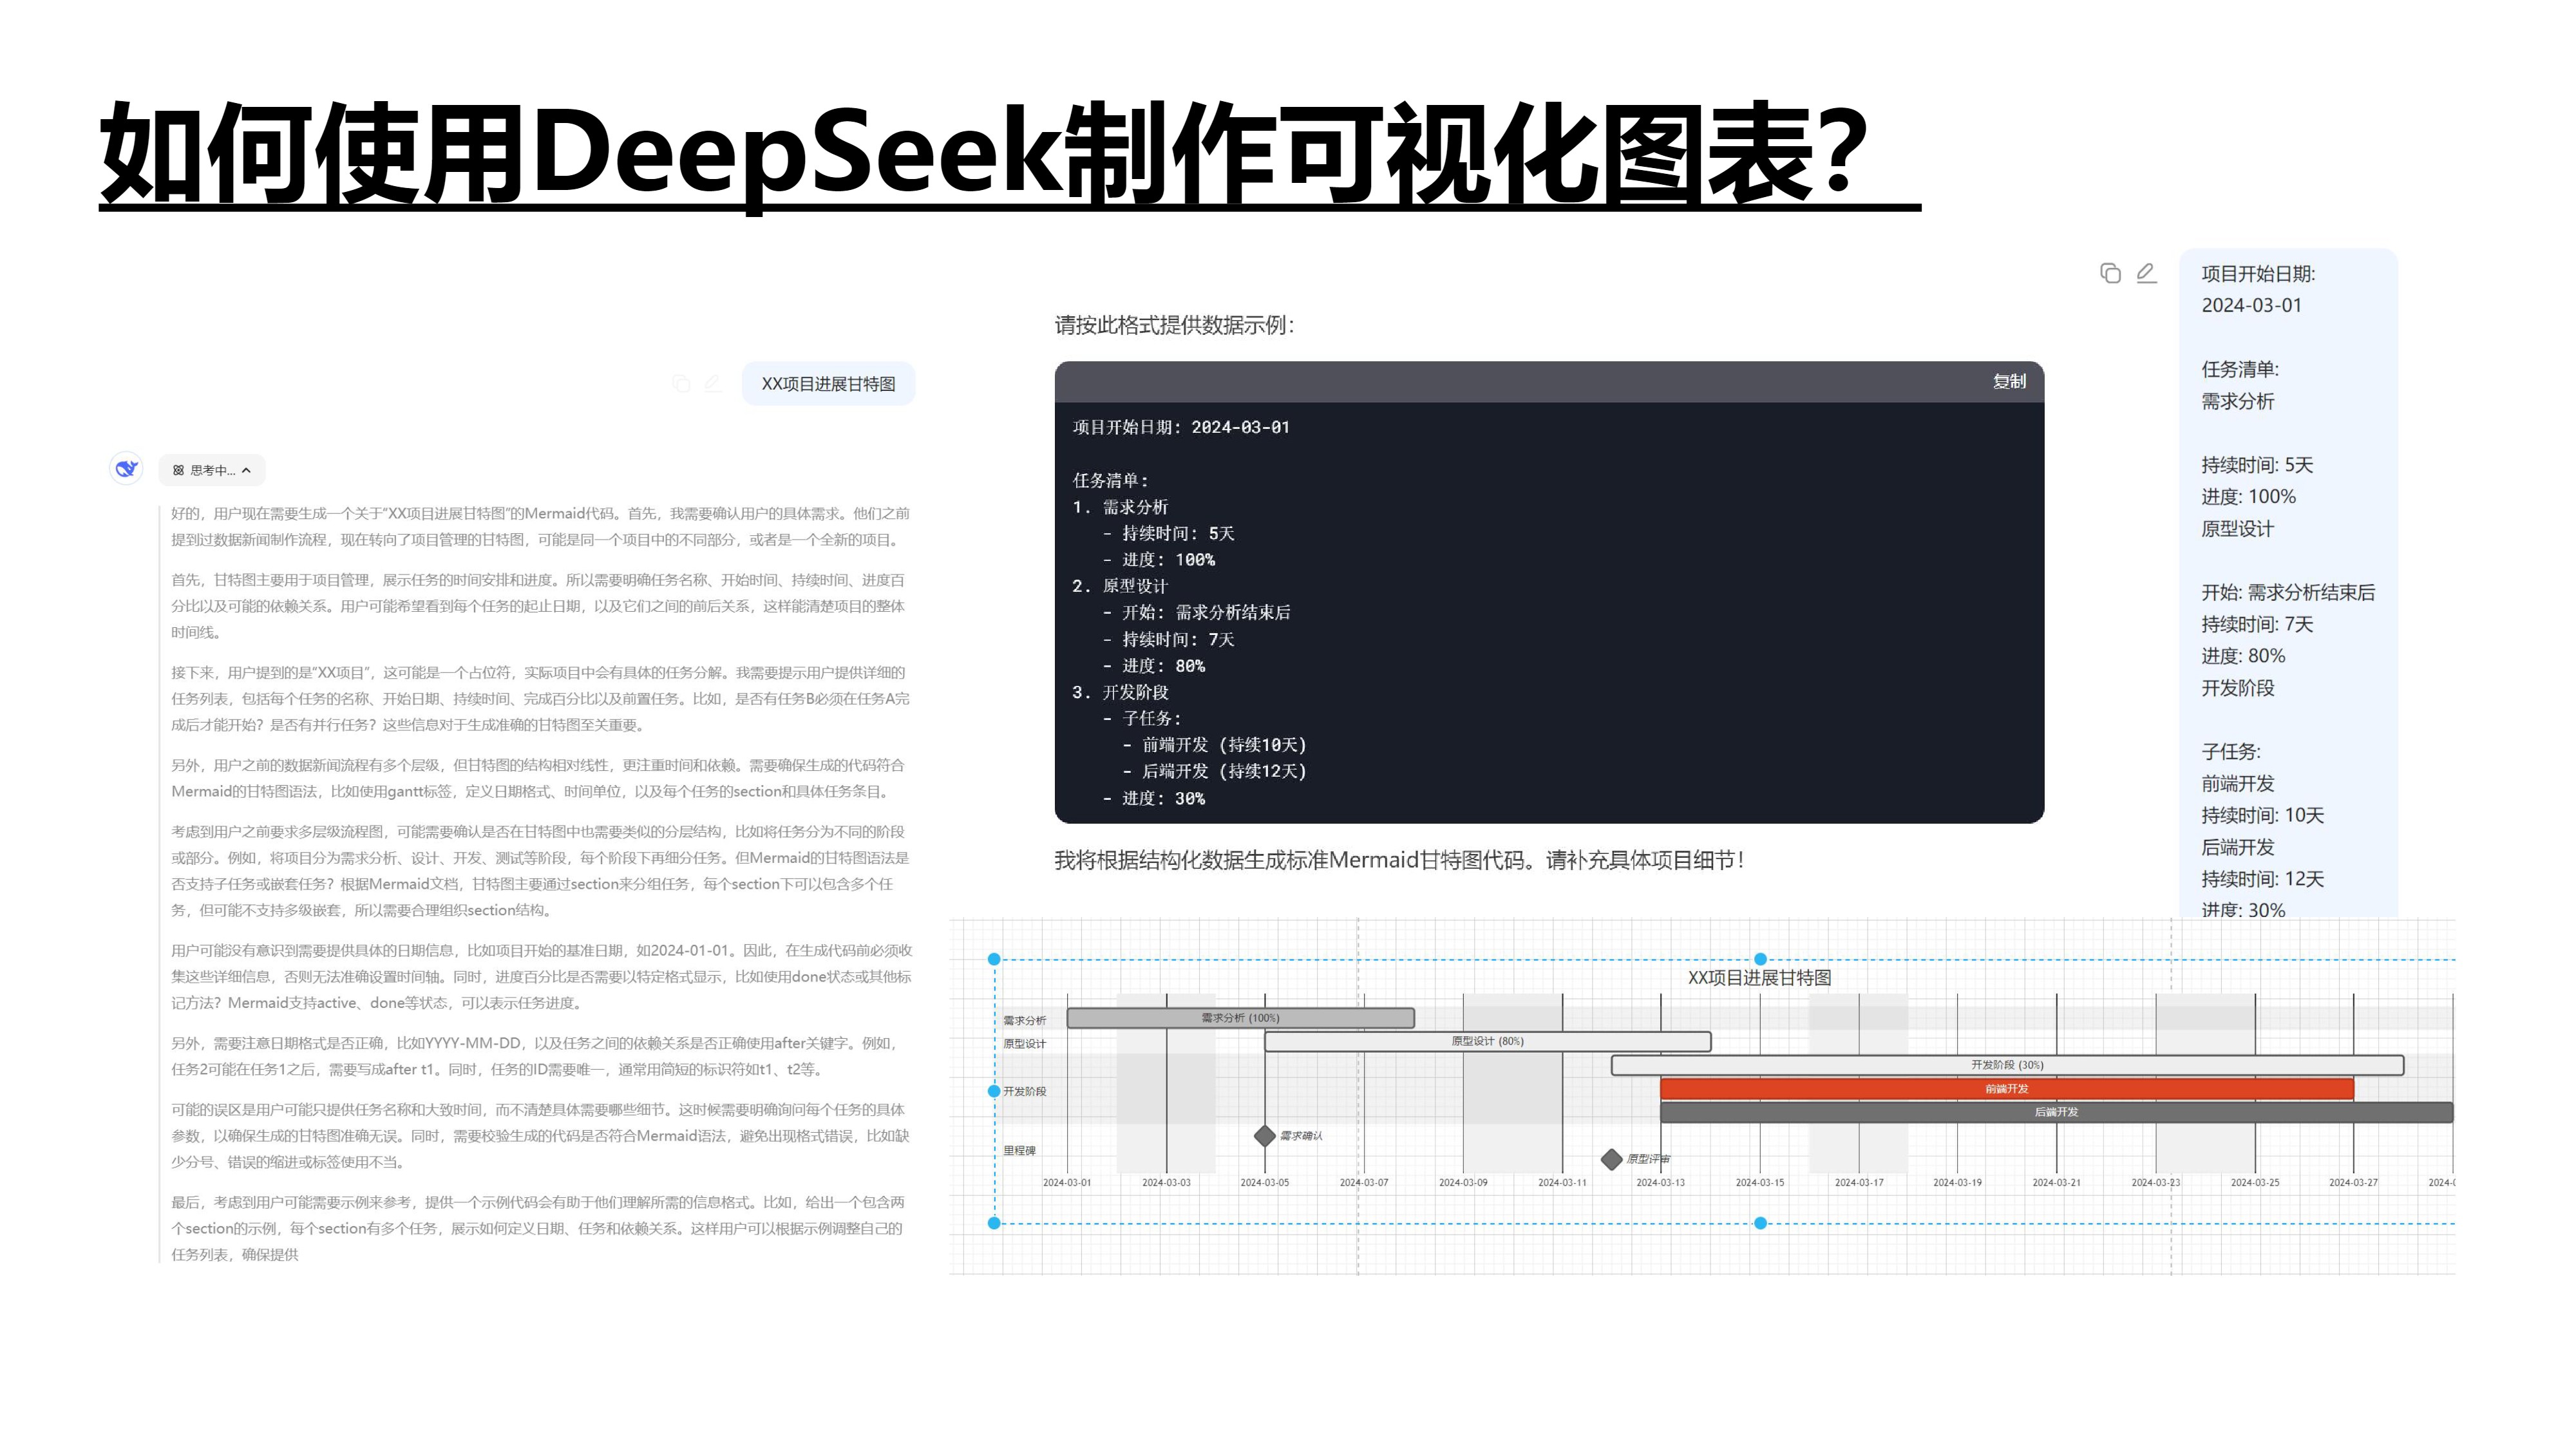 如何使用DeepSeek制作可视化图表？
XX项目进展甘特图
思考中...
好的，用户现在需要生成一个关于“XX项目进展甘特图”的Mermaid代码。首先，我需要确认用户的具体需求。他们之前
提到过数据新闻制作流程，现在转向了项目管理的甘特图，可能是同一个项目中的不同部分，或者是一个全新的项目。
首先，甘特图主要用于项目管理，展示任务的时间安排和进度。所以需要明确任务名称、开始时间、持续时间、进度百
分比以及可能的依赖关系。用户可能希望看到每个任务的起止日期，以及它们之间的前后关系，这样能清楚项目的整体
时间线。
接下来，用户提到的是“XX项目”，这可能是一个占位符，实际项目中会有具体的任务分解。我需要提示用户提供详细的
任务列表，包括每个任务的名称、开始日期、持续时间、完成百分比以及前置任务。比如，是否有任务B必须在任务A完
成后才能开始？是否有并行任务？这些信息对于生成准确的甘特图至关重要。
另外，用户之前的数据新闻流程有多个层级，但甘特图的结构相对线性，更注重时间和依赖。需要确保生成的代码符合
Mermaid的甘特图语法，比如使用gantt标签，定义日期格式、时间单位，以及每个任务的section和具体任务条目。
考虑到用户之前要求多层级流程图，可能需要确认是否在甘特图中也需要类似的分层结构，比如将任务分为不同的阶段
或部分。例如，将项目分为需求分析、设计、开发、测试等阶段，每个阶段下再细分任务。但Mermaid的甘特图语法是
否支持子任务或嵌套任务？根据Mermaid文档，甘特图主要通过section来分组任务，每个section下可以包含多个任
务，但可能不支持多级嵌套，所以需要合理组织section结构。
用户可能没有意识到需要提供具体的日期信息，比如项目开始的基准日期，如2024-01-01。因此，在生成代码前必须收
集这些详细信息，否则无法准确设置时间轴。同时，进度百分比是否需要以特定格式显示，比如使用done状态或其他标
记方法？Mermaid支持active、done等状态，可以表示任务进度。
另外，需要注意日期格式是否正确，比如YYYY-MM-DD，以及任务之间的依赖关系是否正确使用after关键字。例如，
任务2可能在任务1之后，需要写成after t1。同时，任务的ID需要唯一，通常用简短的标识符如t1、t2等。
可能的误区是用户可能只提供任务名称和大致时间，而不清楚具体需要哪些细节。这时候需要明确询问每个任务的具体
参数，以确保生成的甘特图准确无误。同时，需要校验生成的代码是否符合Mermaid语法，避免出现格式错误，比如缺
少分号、错误的缩进或标签使用不当。
最后，考虑到用户可能需要示例来参考，提供一个示例代码会有助于他们理解所需的信息格式。比如，给出一个包含两
个section的示例，每个section有多个任务，展示如何定义日期、任务和依赖关系。这样用户可以根据示例调整自己的
任务列表，确保提供
请按此格式提供数据示例：
复制
项目开始日期: 2024-03-01
任务清单:
1. 需求分析
- 持续时间: 5天
- 进度: 100%
2. 原型设计
- 开始: 需求分析结束后
- 持续时间: 7天
- 进度: 80%
3. 开发阶段
- 子任务:
- 前端开发 (持续10天)
- 后端开发 (持续12天)
- 进度: 30%
我将根据结构化数据生成标准Mermaid甘特图代码。请补充具体项目细节！
项目开始日期:
2024-03-01
任务清单:
需求分析
持续时间: 5天
进度: 100%
原型设计
开始: 需求分析结束后
持续时间: 7天
进度: 80%
开发阶段
子任务:
前端开发
持续时间: 10天
后端开发
持续时间: 12天
进度: 30%
XX项目进展甘特图
需求分析 需求分析 (100%)
原型设计 原型设计 (80%)
开发阶段 (30%)
开发阶段 前端开发
后端开发
需求确认
里程碑
原型评审
2024-03-01 2024-03-03 2024-03-05 2024-03-07 2024-03-09 2024-03-11 2024-03-13 2024-03-15 2024-03-17 2024-03-19 2024-03-21 2024-03-23 2024-03-25 2024-03-27